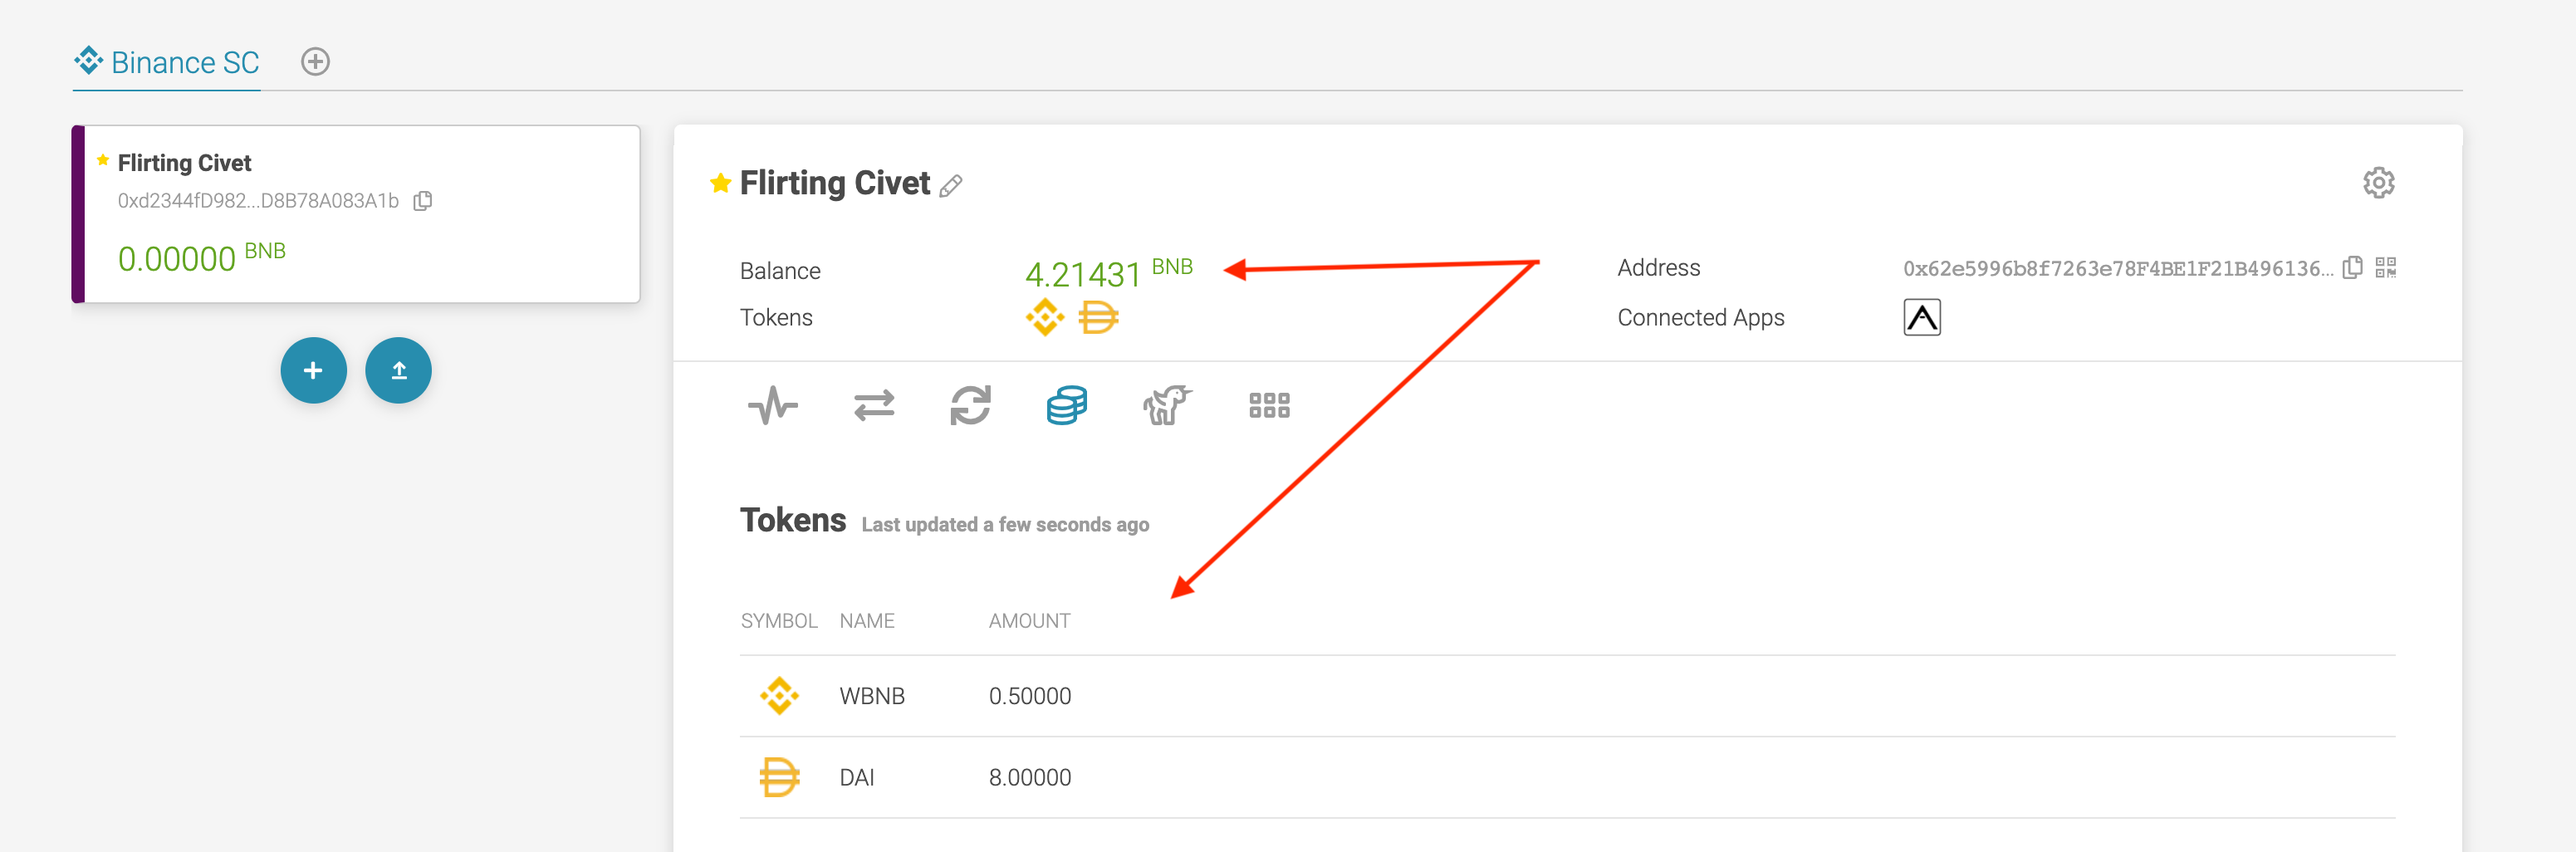 Binance SC
Flirting Civet
0xd2344fD982...D8B78A083A1b
0.00000 BNB
Flirting Civet
Balance 4.21431 BNB
Address 0x62e5996b8f7263e78F4BE1F21B496136...
Tokens
Connected Apps
Tokens Last updated a few seconds ago
SYMBOL NAME AMOUNT
WBNB 0.50000
DAI 8.00000